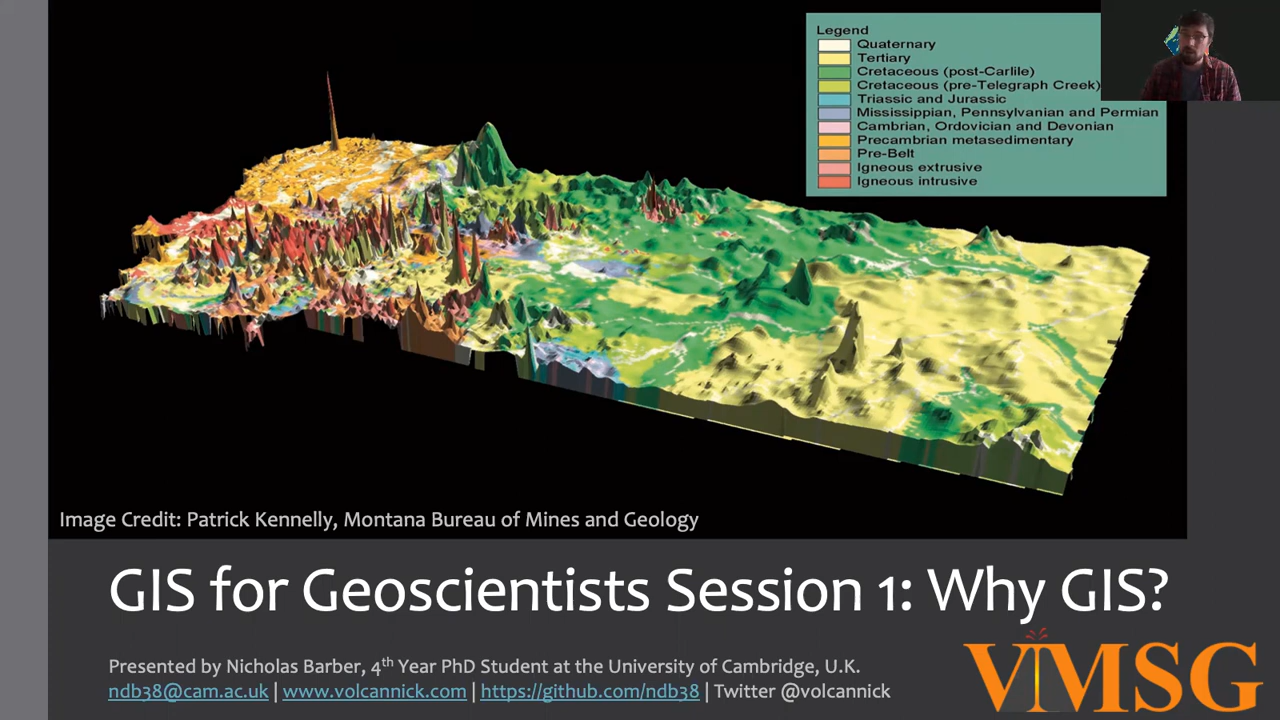 Legend
Quaternary
Tertiary
Cretaceous (post-Carlile)
Cretaceous (pre-Telegraph Creek)
Triassic and Jurassic
Mississippian, Pennsylvanian and Permian
Cambrian, Ordovician and Devonian
Precambrian metasedimentary
Pre-Belt
Igneous extrusive
Igneous intrusive
Image Credit: Patrick Kennelly, Montana Bureau of Mines and Geology
GIS for Geoscientists Session 1: Why GIS?
Presented by Nicholas Barber, 4th Year PhD Student at the University of Cambridge, U.K.
ndb38@cam.ac.uk | www.volcannick.com | https://github.com/ndb38 | Twitter @volcannick
VMSG